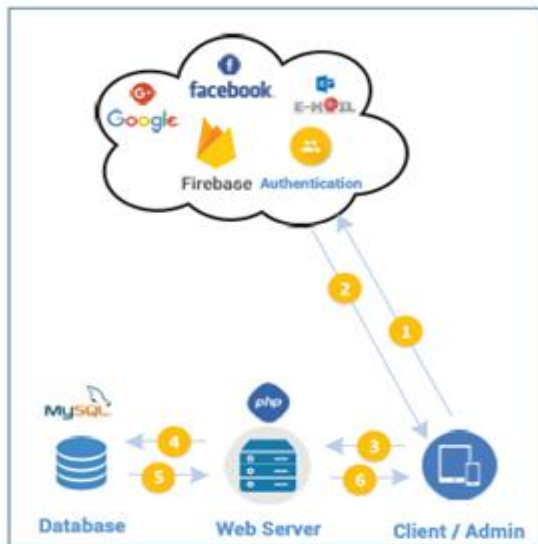 G+
f
Google
facebook
E-MAIL
Firebase Authentication
2
1
MySQL
php
4
3
5
6
Database
Web Server
Client / Admin